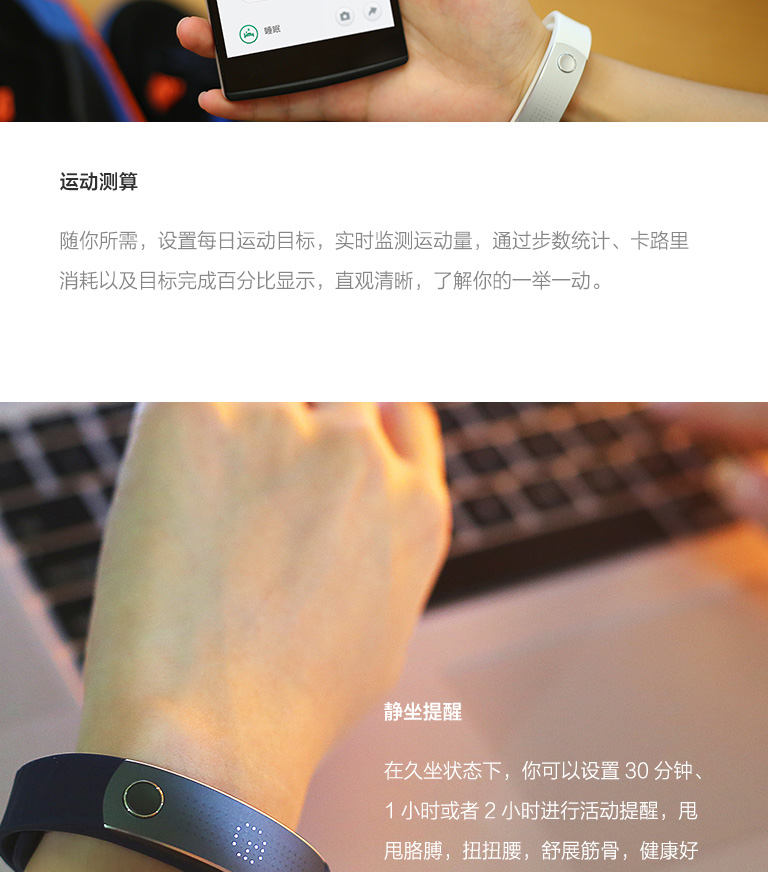 睡眠
运动测算
随你所需，设置每日运动目标，实时监测运动量，通过步数统计、卡路里
消耗以及目标完成百分比显示，直观清晰，了解你的一举一动。
静坐提醒
在久坐状态下，你可以设置 30 分钟、
1 小时或者 2 小时进行活动提醒，甩
甩胳膊，扭扭腰，舒展筋骨，健康好